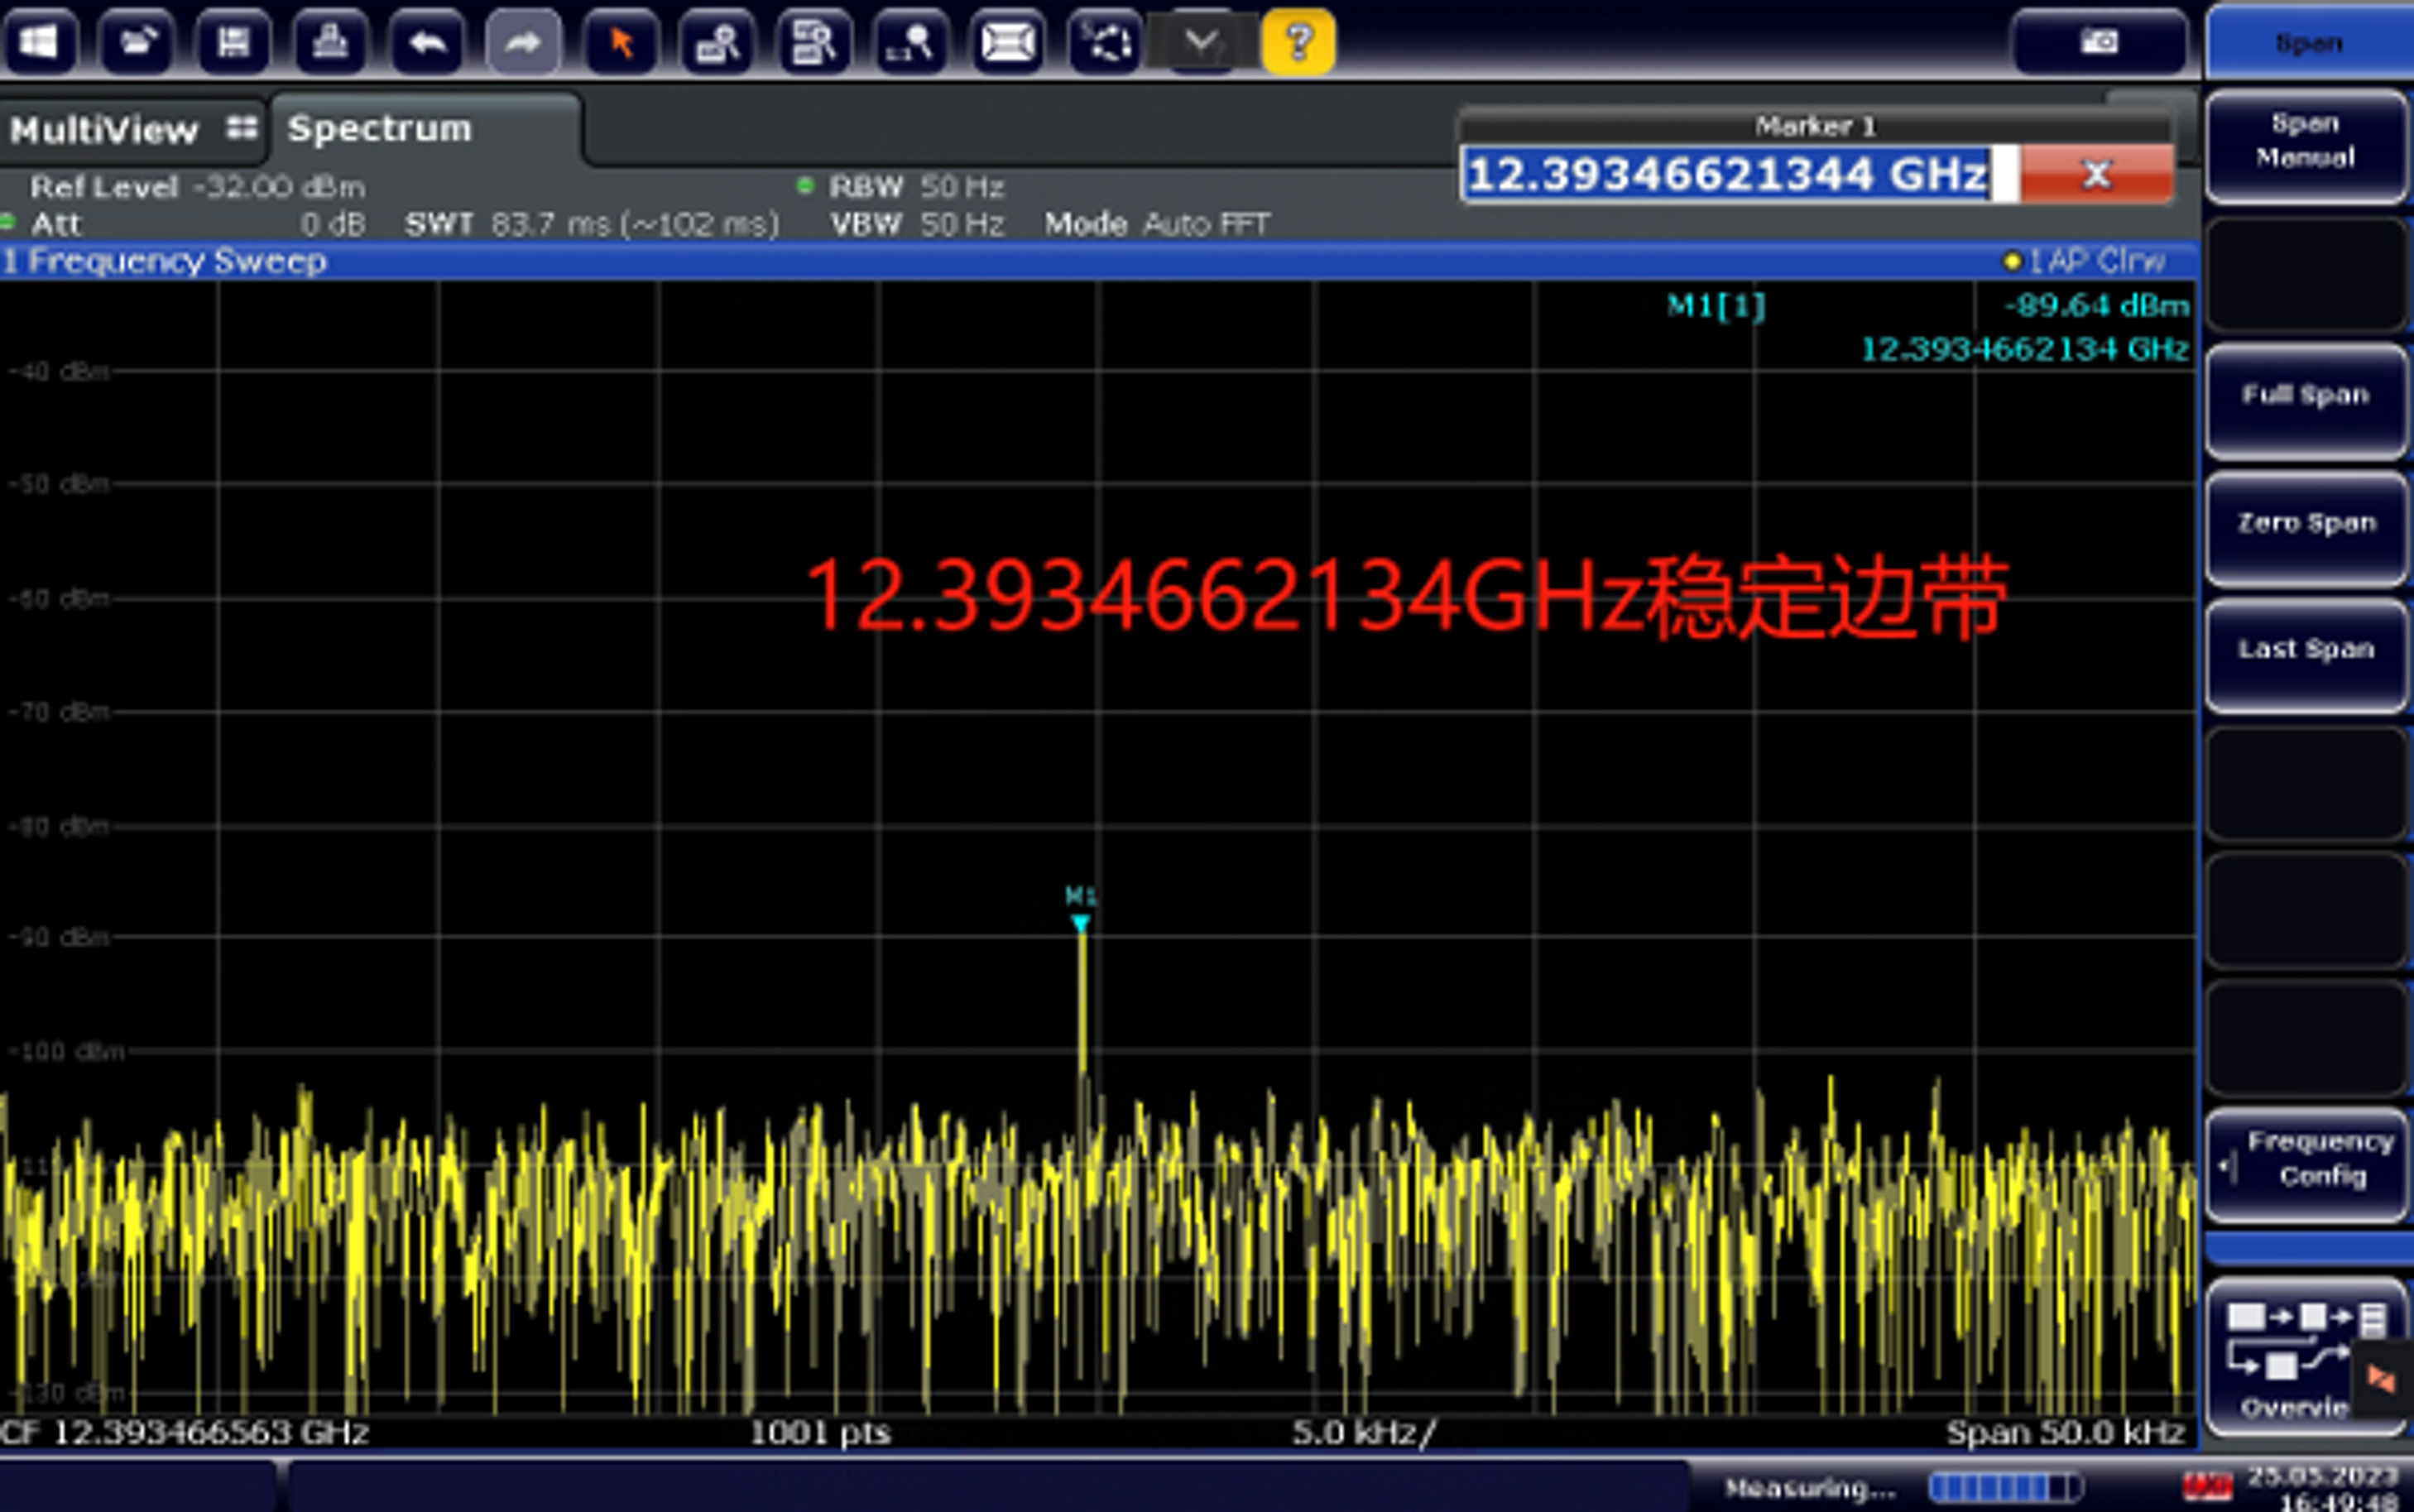 Span
MultiView
Spectrum
Marker 1
12.39346621344 GHz
X
Span
Manual
Ref Level -32.00 dBm
RBW 50 Hz
Att 0 dB SWT 83.7 ms (~102 ms) VBW 50 Hz Mode Auto FFT
1 Frequency Sweep
1AP Clrw
M1[1] -89.64 dBm
12.3934662134 GHz
-40 dBm
Full Span
-50 dBm
Zero Span
12.3934662134GHz稳定边带
-60 dBm
Last Span
-70 dBm
-80 dBm
M1
-90 dBm
-100 dBm
Frequency
Config
-130 dBm
Overvie
CF 12.393466563 GHz 1001 pts 5.0 kHz/ Span 50.0 kHz
Measuring...
25.05.2023
16:49:48